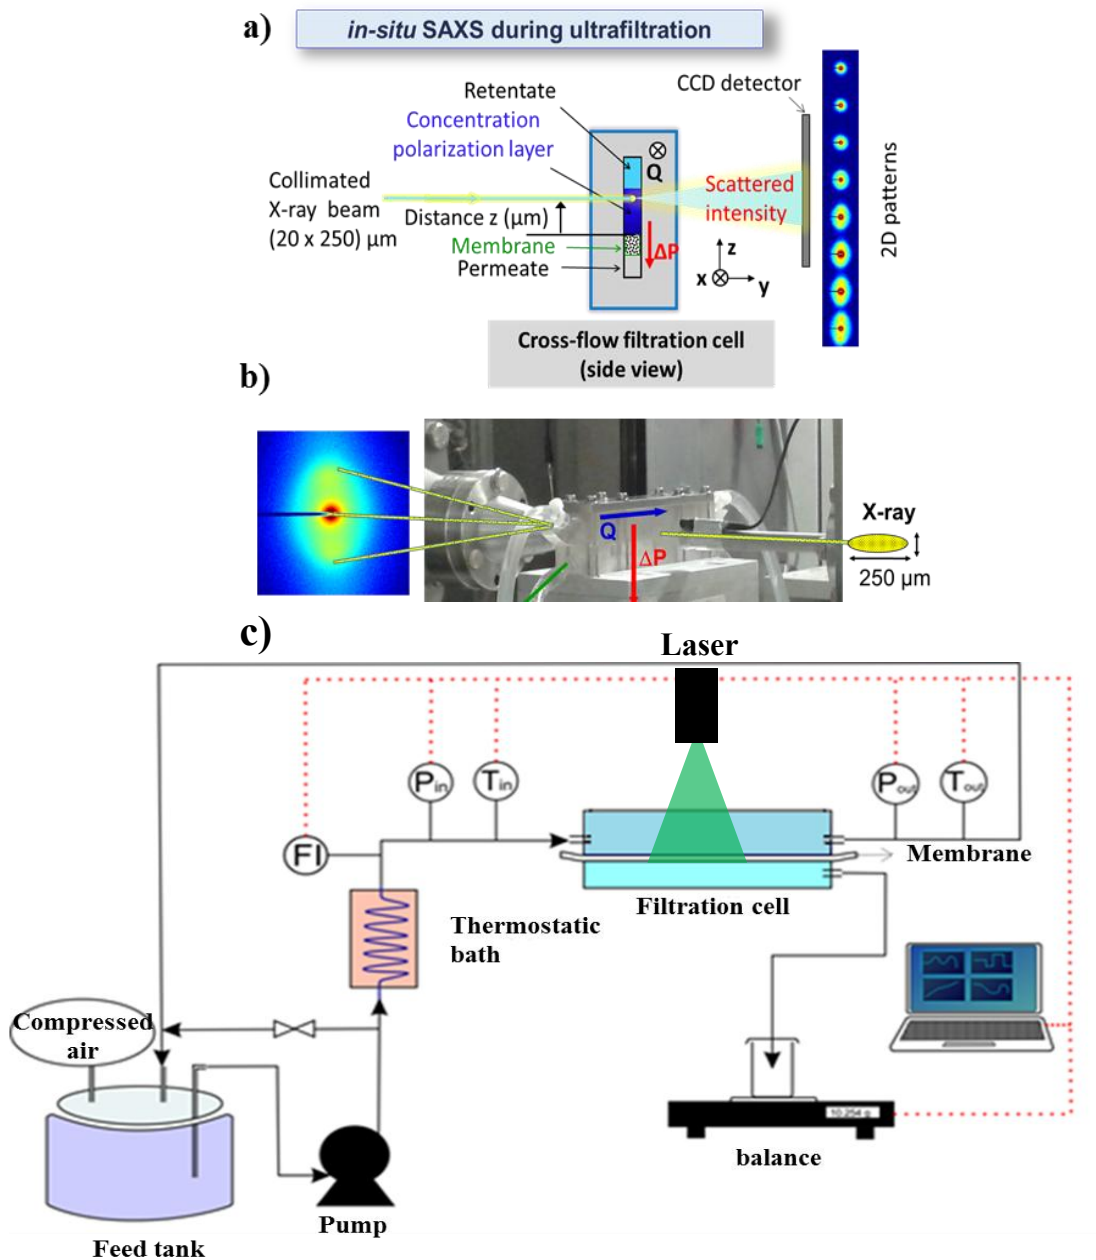 a)
in-situ SAXS during ultrafiltration
Retentate
Concentration
polarization layer
CCD detector
Collimated
X-ray beam
(20 x 250) µm
Distance z (µm)
Membrane
Permeate
Q
ΔP
Scattered
intensity
z
x
y
2D patterns
Cross-flow filtration cell
(side view)
b)
Q
ΔP
X-ray
250 µm
c)
Laser
Pin
Tin
Pout
Tout
FI
Membrane
Filtration cell
Thermostatic
bath
Compressed
air
10.254 g
balance
Pump
Feed tank